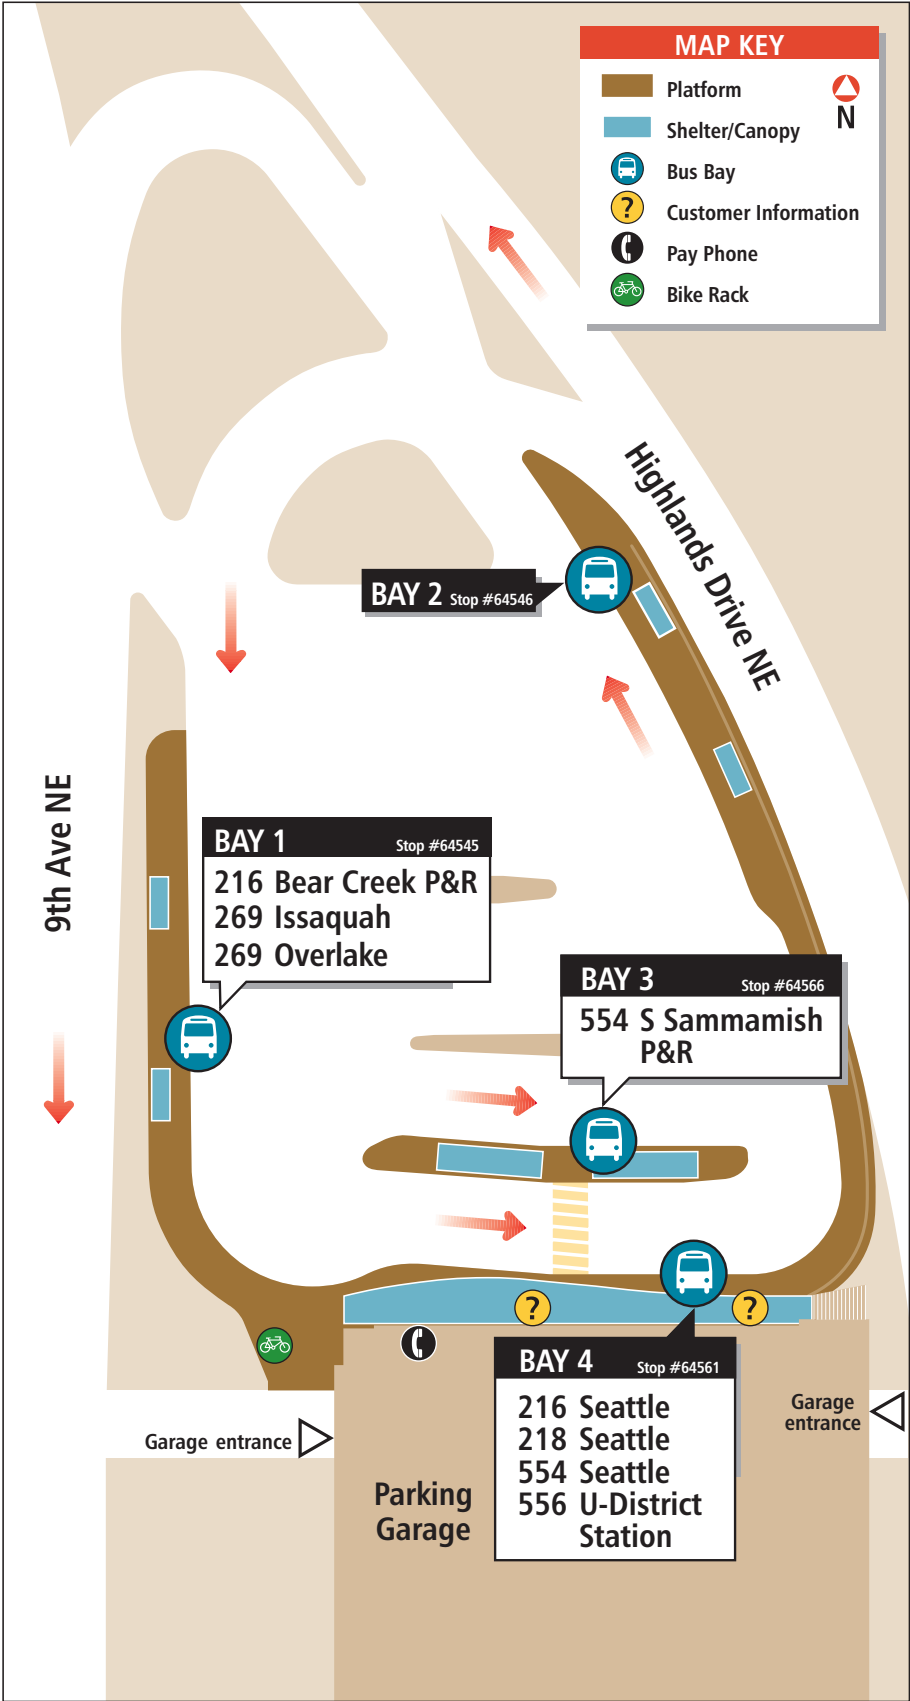 MAP KEY
Platform
N
Shelter/Canopy
Bus Bay
? Customer Information
Pay Phone
Bike Rack
Highlands Drive NE
BAY 2 Stop #64546
9th Ave NE
BAY 1 Stop #64545
216 Bear Creek P&R
269 Issaquah
269 Overlake
BAY 3 Stop #64566
554 S Sammamish
P&R
? ?
BAY 4 Stop #64561
216 Seattle
218 Seattle
554 Seattle
556 U-District
Station
Garage
entrance
Garage entrance
Parking
Garage